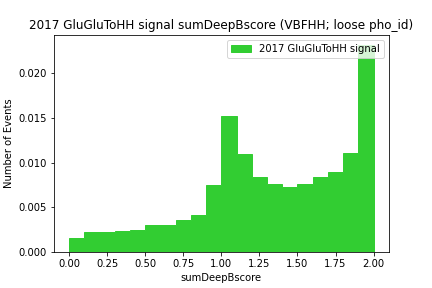 2017 GluGluToHH signal sumDeepBscore (VBFHH; loose pho_id)
2017 GluGluToHH signal
Number of Events
0.020
0.015
0.010
0.005
0.000
0.00 0.25 0.50 0.75 1.00 1.25 1.50 1.75 2.00
sumDeepBscore